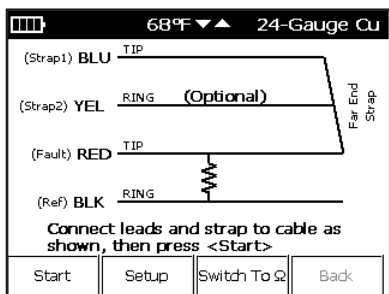 68°F ▼▲ 24-Gauge Cu
(Strap1) BLU TIP
(Strap2) YEL RING (Optional)
Far End
Strap
(Fault) RED TIP
(Ref) BLK RING
Connect leads and strap to cable as
shown, then press <Start>
Start Setup Switch To Ω Back